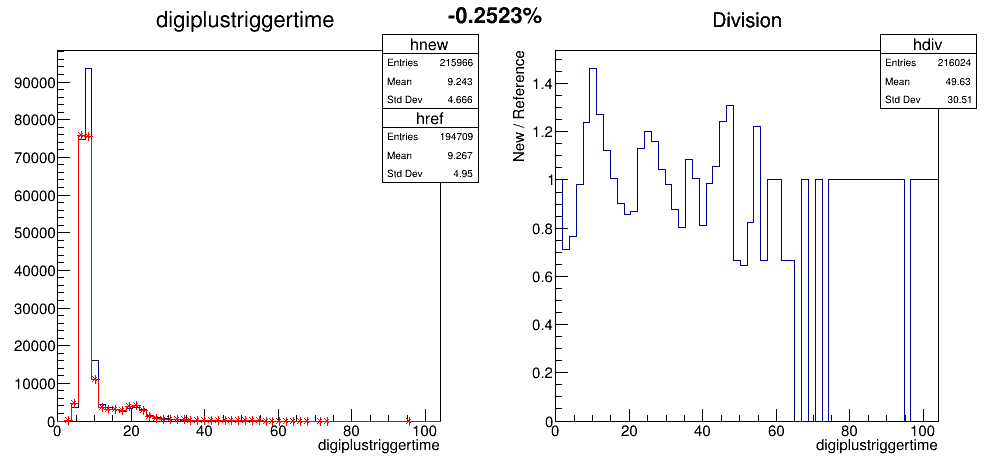 -0.2523%
digiplustriggertime
hnew
Entries 215966
Mean 9.243
Std Dev 4.666
href
Entries 194709
Mean 9.267
Std Dev 4.95
90000
80000
70000
60000
50000
40000
30000
20000
10000
0
0 20 40 60 80 100
digiplustriggertime
Division
hdiv
Entries 216024
Mean 49.63
Std Dev 30.51
New / Reference
1.4
1.2
1
0.8
0.6
0.4
0.2
0
0 20 40 60 80 100
digiplustriggertime